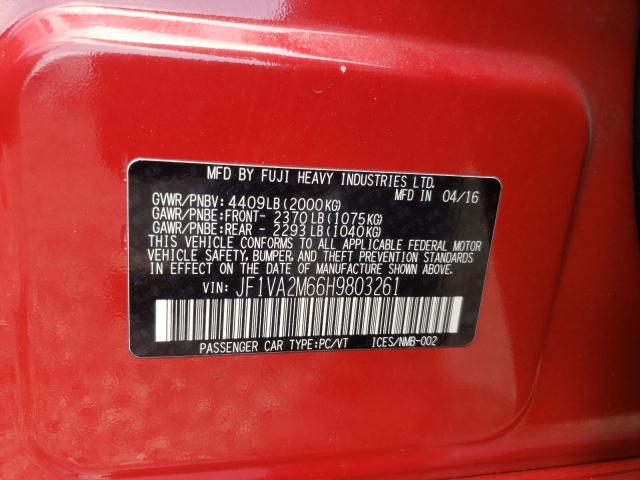 MFD BY FUJI HEAVY INDUSTRIES LTD.
MFD IN 04/16
GVWR/PNBV: 4409LB(2000KG)
GAWR/PNBE:FRONT- 2370LB(1075KG)
GAWR/PNBE:REAR - 2293LB(1040KG)
THIS VEHICLE CONFORMS TO ALL APPLICABLE FEDERAL MOTOR
VEHICLE SAFETY, BUMPER, AND THEFT PREVENTION STANDARDS
IN EFFECT ON THE DATE OF MANUFACTURE SHOWN ABOVE.
VIN: JF1VA2M66H9803261
PASSENGER CAR TYPE:PC/VT ICES/NMB-002